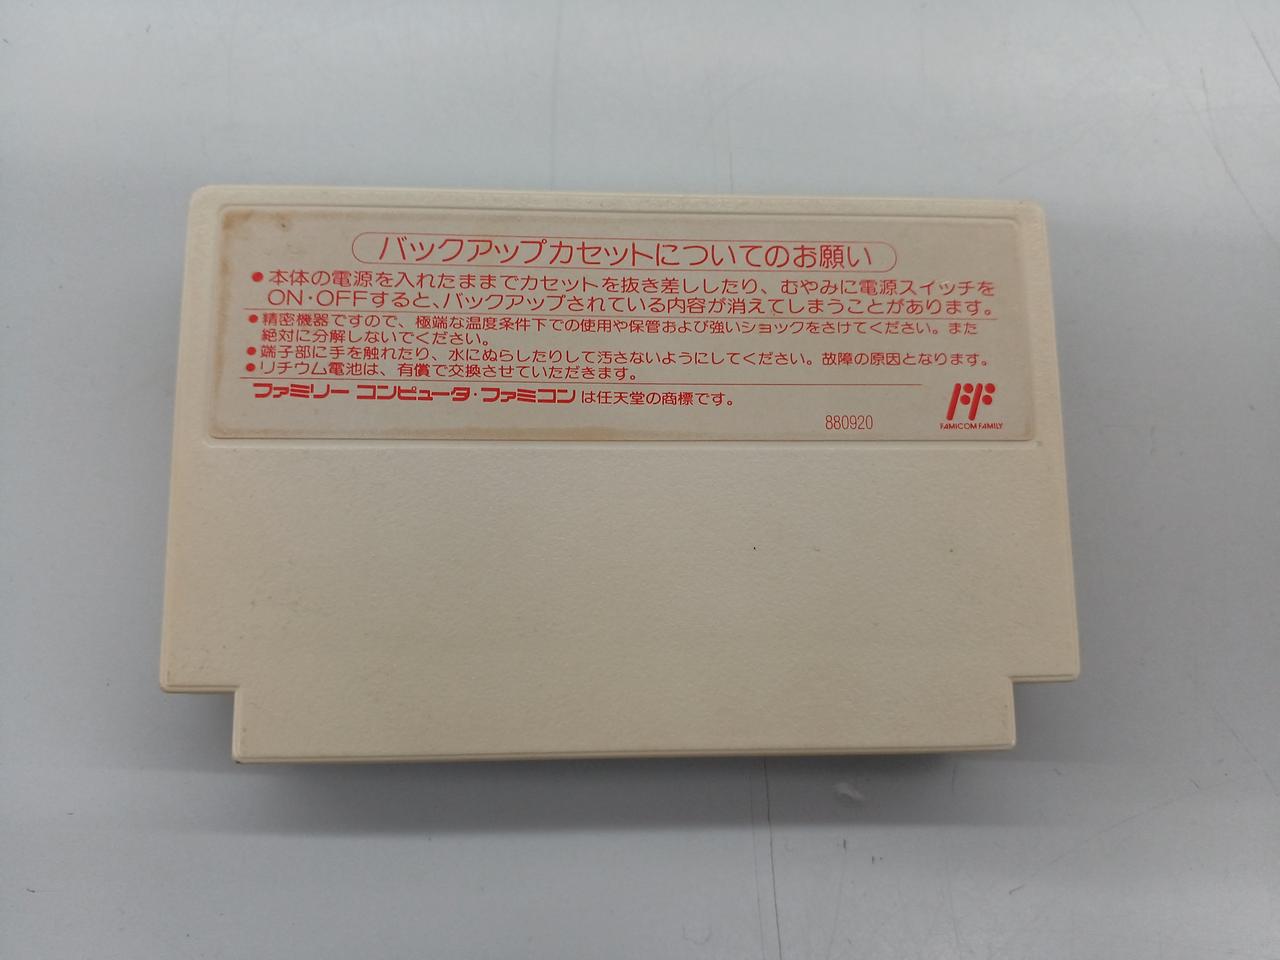 バックアップカセットについてのお願い
●本体の電源を入れたままでカセットを抜き差ししたり、むやみに電源スイッチを
ON・OFFすると、バックアップされている内容が消えてしまうことがあります。
●精密機器ですので、極端な温度条件下での使用や保管および強いショックをさけてください。また
絶対に分解しないでください。
●端子部に手を触れたり、水にぬらしたりして汚さないようにしてください。故障の原因となります。
●リチウム電池は、有償で交換させていただきます。
ファミリー コンピュータ・ファミコンは任天堂の商標です。
880920
FAMICOM FAMILY